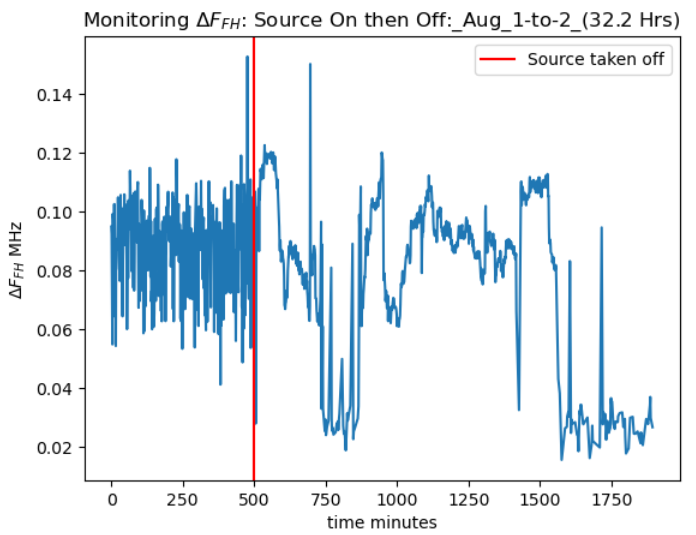 Monitoring ΔF_FH: Source On then Off:_Aug_1-to-2_(32.2 Hrs)
Source taken off
ΔF_FH MHz
0.14
0.12
0.10
0.08
0.06
0.04
0.02
0 250 500 750 1000 1250 1500 1750
time minutes